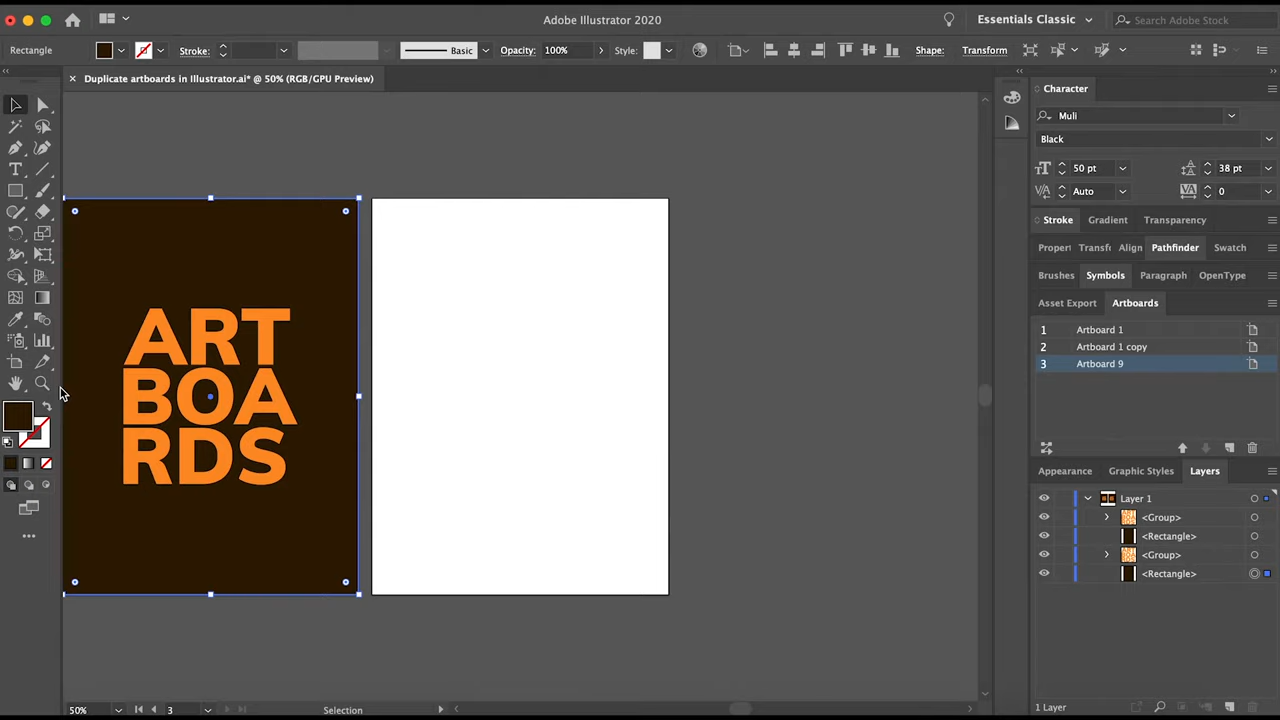 Adobe Illustrator 2020
Essentials Classic
Search Adobe Stock
Rectangle
Stroke:
Basic
Opacity:
100%
Style:
Shape:
Transform
Duplicate artboards in Illustrator.ai* @ 50% (RGB/GPU Preview)
Character
Muli
Black
50 pt
38 pt
Auto
0
Stroke
Gradient
Transparency
Proper
Transfo
Align
Pathfinder
Swatch
Brushes
Symbols
Paragraph
OpenType
Asset Export
Artboards
1 Artboard 1
2 Artboard 1 copy
3 Artboard 9
ART
BOA
RDS
Appearance
Graphic Styles
Layers
Layer 1
<Group>
<Rectangle>
<Group>
<Rectangle>
50%
3
Selection
1 Layer